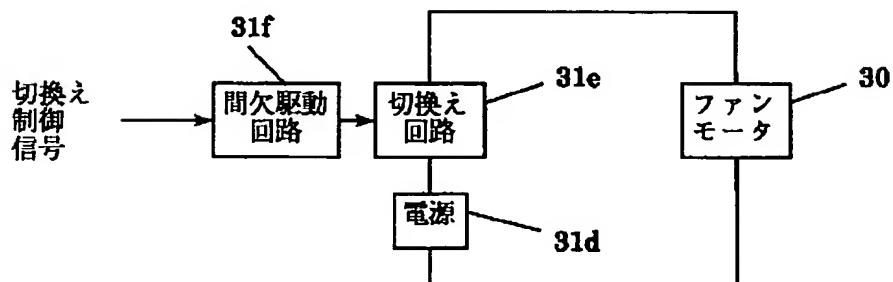 31f
31e
30
切換え
制御
信号
間欠駆動
回路
切換え
回路
ファン
モータ
電源
31d